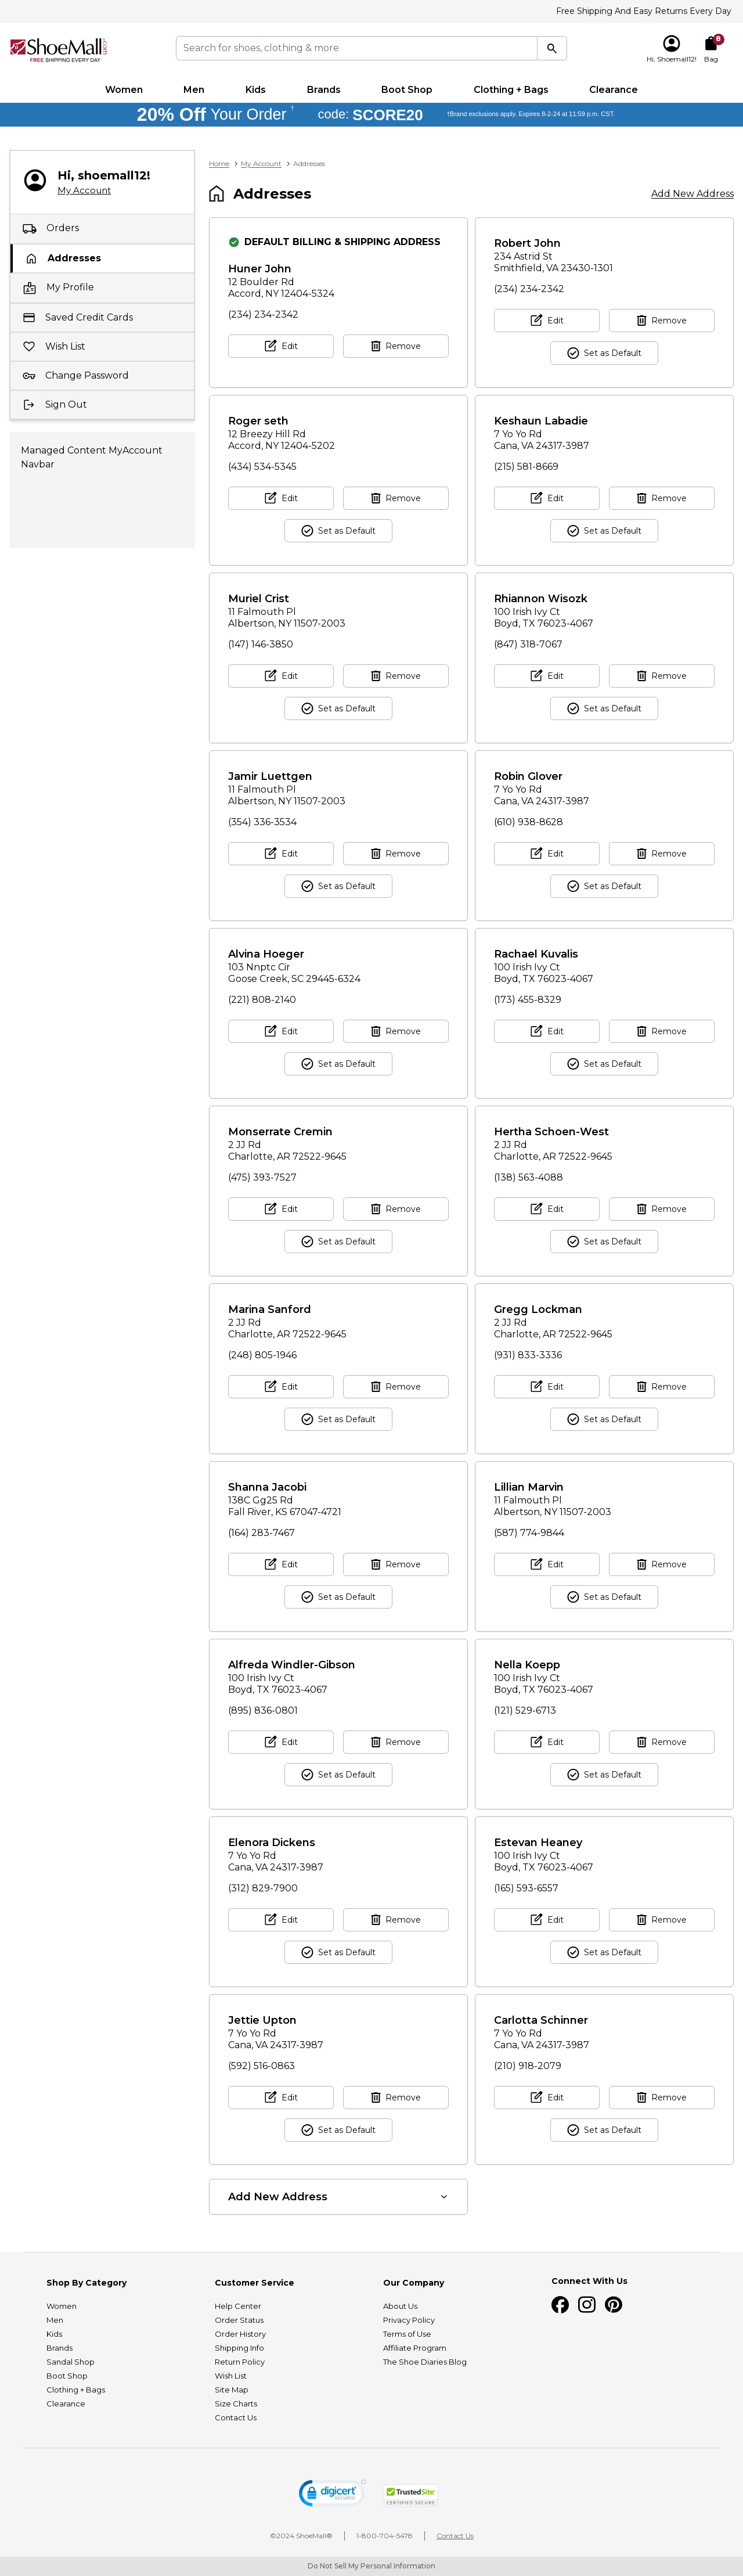 Free Shipping And Easy Returns Every Day
ShoeMall
FREE SHIPPING EVERY DAY
Search for shoes, clothing & more
8
Hi, Shoemall12!
Bag
Women
Men
Kids
Brands
Boot Shop
Clothing + Bags
Clearance
20% Off Your Order † code: SCORE20 †Brand exclusions apply. Expires 8-2-24 at 11:59 p.m. CST.
Hi, shoemall12!
My Account
Orders
Addresses
My Profile
Saved Credit Cards
Wish List
Change Password
Sign Out
Managed Content MyAccount
Navbar
Home > My Account > Addresses
Addresses
Add New Address
DEFAULT BILLING & SHIPPING ADDRESS
Huner John
12 Boulder Rd
Accord, NY 12404-5324
(234) 234-2342
Edit
Remove
Robert John
234 Astrid St
Smithfield, VA 23430-1301
(234) 234-2342
Edit
Remove
Set as Default
Roger seth
12 Breezy Hill Rd
Accord, NY 12404-5202
(434) 534-5345
Edit
Remove
Set as Default
Keshaun Labadie
7 Yo Yo Rd
Cana, VA 24317-3987
(215) 581-8669
Edit
Remove
Set as Default
Muriel Crist
11 Falmouth Pl
Albertson, NY 11507-2003
(147) 146-3850
Edit
Remove
Set as Default
Rhiannon Wisozk
100 Irish Ivy Ct
Boyd, TX 76023-4067
(847) 318-7067
Edit
Remove
Set as Default
Jamir Luettgen
11 Falmouth Pl
Albertson, NY 11507-2003
(354) 336-3534
Edit
Remove
Set as Default
Robin Glover
7 Yo Yo Rd
Cana, VA 24317-3987
(610) 938-8628
Edit
Remove
Set as Default
Alvina Hoeger
103 Nnptc Cir
Goose Creek, SC 29445-6324
(221) 808-2140
Edit
Remove
Set as Default
Rachael Kuvalis
100 Irish Ivy Ct
Boyd, TX 76023-4067
(173) 455-8329
Edit
Remove
Set as Default
Monserrate Cremin
2 JJ Rd
Charlotte, AR 72522-9645
(475) 393-7527
Edit
Remove
Set as Default
Hertha Schoen-West
2 JJ Rd
Charlotte, AR 72522-9645
(138) 563-4088
Edit
Remove
Set as Default
Marina Sanford
2 JJ Rd
Charlotte, AR 72522-9645
(248) 805-1946
Edit
Remove
Set as Default
Gregg Lockman
2 JJ Rd
Charlotte, AR 72522-9645
(931) 833-3336
Edit
Remove
Set as Default
Shanna Jacobi
138C Gg25 Rd
Fall River, KS 67047-4721
(164) 283-7467
Edit
Remove
Set as Default
Lillian Marvin
11 Falmouth Pl
Albertson, NY 11507-2003
(587) 774-9844
Edit
Remove
Set as Default
Alfreda Windler-Gibson
100 Irish Ivy Ct
Boyd, TX 76023-4067
(895) 836-0801
Edit
Remove
Set as Default
Nella Koepp
100 Irish Ivy Ct
Boyd, TX 76023-4067
(121) 529-6713
Edit
Remove
Set as Default
Elenora Dickens
7 Yo Yo Rd
Cana, VA 24317-3987
(312) 829-7900
Edit
Remove
Set as Default
Estevan Heaney
100 Irish Ivy Ct
Boyd, TX 76023-4067
(165) 593-6557
Edit
Remove
Set as Default
Jettie Upton
7 Yo Yo Rd
Cana, VA 24317-3987
(592) 516-0863
Edit
Remove
Set as Default
Carlotta Schinner
7 Yo Yo Rd
Cana, VA 24317-3987
(210) 918-2079
Edit
Remove
Set as Default
Add New Address
Shop By Category
Women
Men
Kids
Brands
Sandal Shop
Boot Shop
Clothing + Bags
Clearance
Customer Service
Help Center
Order Status
Order History
Shipping Info
Return Policy
Wish List
Site Map
Size Charts
Contact Us
Our Company
About Us
Privacy Policy
Terms of Use
Affiliate Program
The Shoe Diaries Blog
Connect With Us
digicert
SECURED
TrustedSite
CERTIFIED SECURE
©2024 ShoeMall®
1-800-704-5478
Contact Us
Do Not Sell My Personal Information